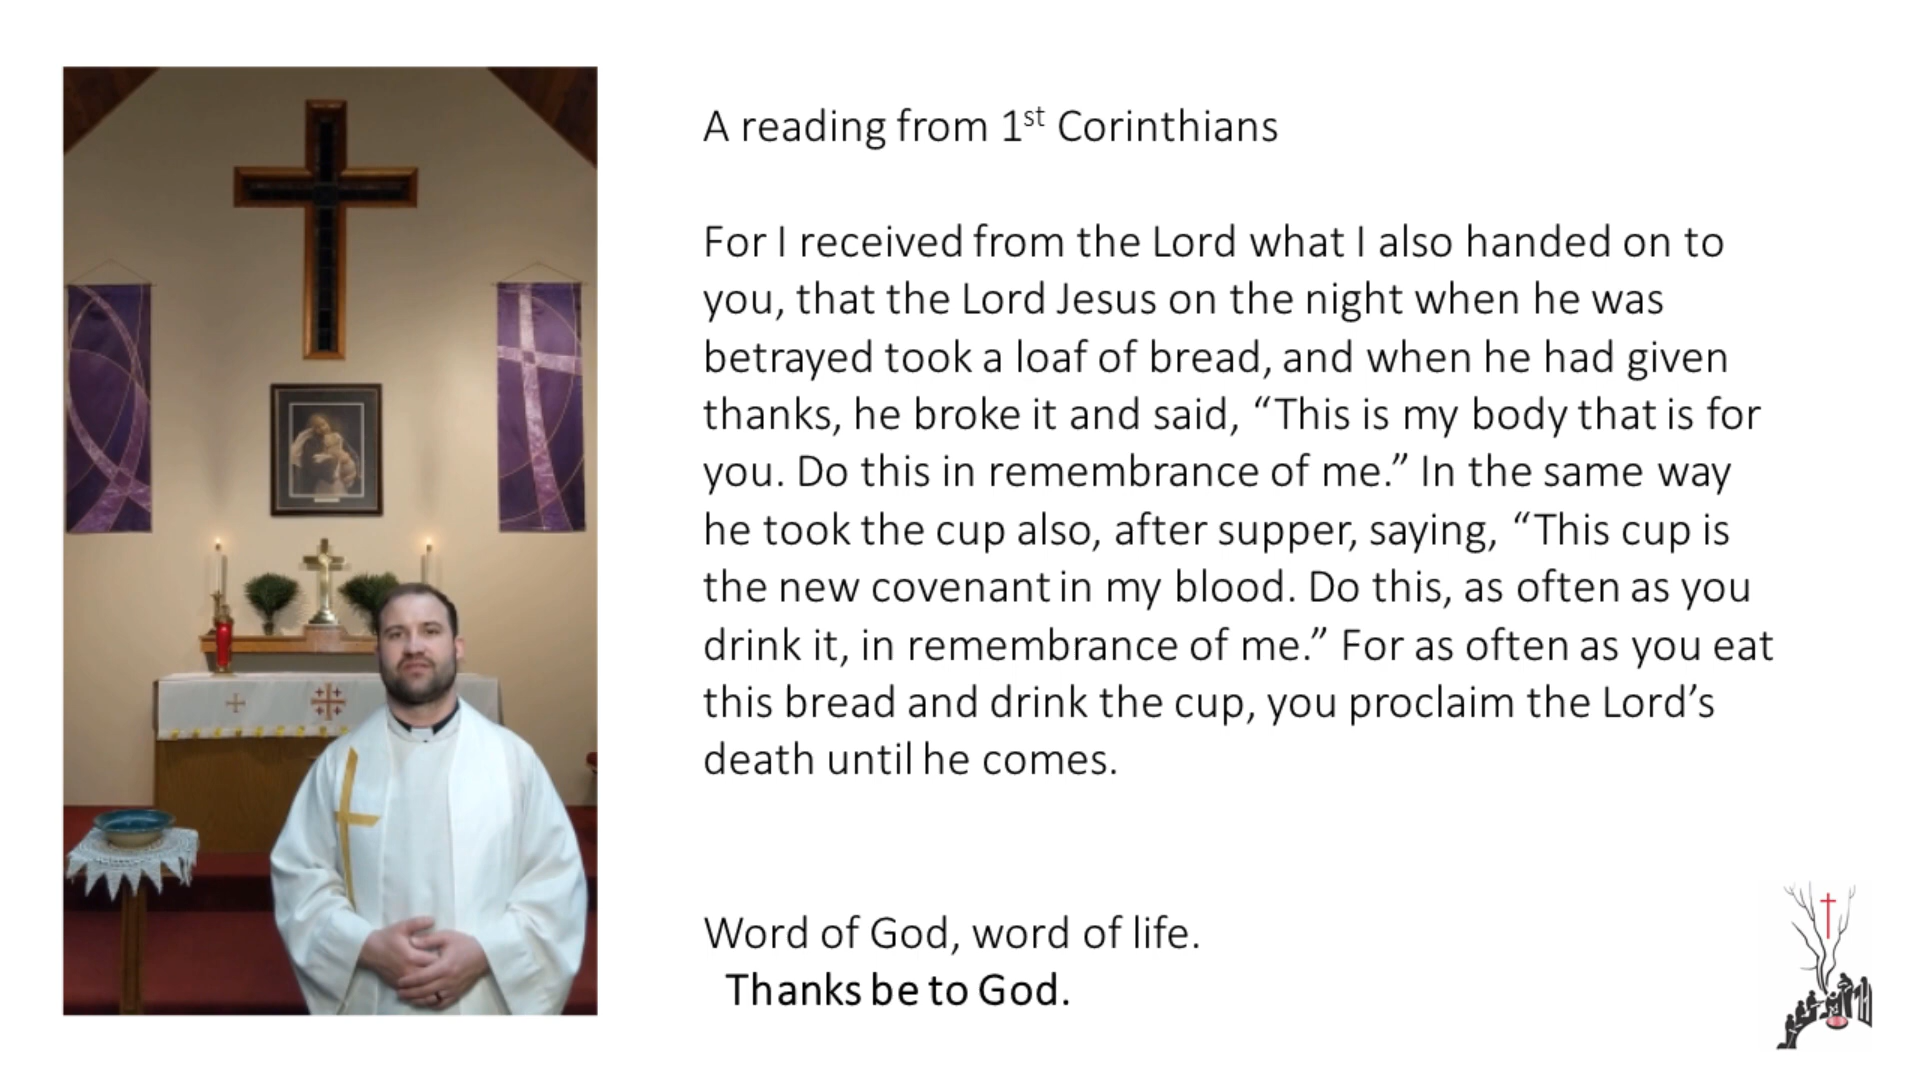 A reading from 1st Corinthians
For I received from the Lord what I also handed on to
you, that the Lord Jesus on the night when he was
betrayed took a loaf of bread, and when he had given
thanks, he broke it and said, “This is my body that is for
you. Do this in remembrance of me.” In the same way
he took the cup also, after supper, saying, “This cup is
the new covenant in my blood. Do this, as often as you
drink it, in remembrance of me.” For as often as you eat
this bread and drink the cup, you proclaim the Lord’s
death until he comes.
Word of God, word of life.
Thanks be to God.